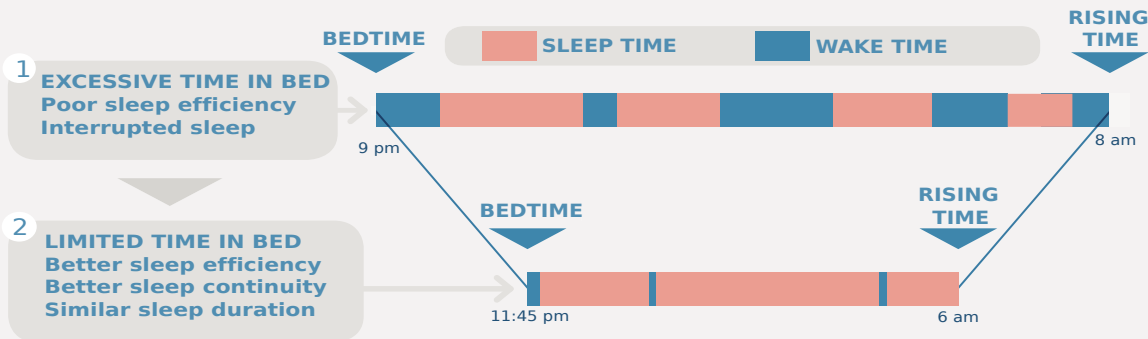 BEDTIME
SLEEP TIME
WAKE TIME
RISING
TIME
1
EXCESSIVE TIME IN BED
Poor sleep efficiency
Interrupted sleep
9 pm
8 am
2
LIMITED TIME IN BED
Better sleep efficiency
Better sleep continuity
Similar sleep duration
BEDTIME
RISING
TIME
11:45 pm
6 am